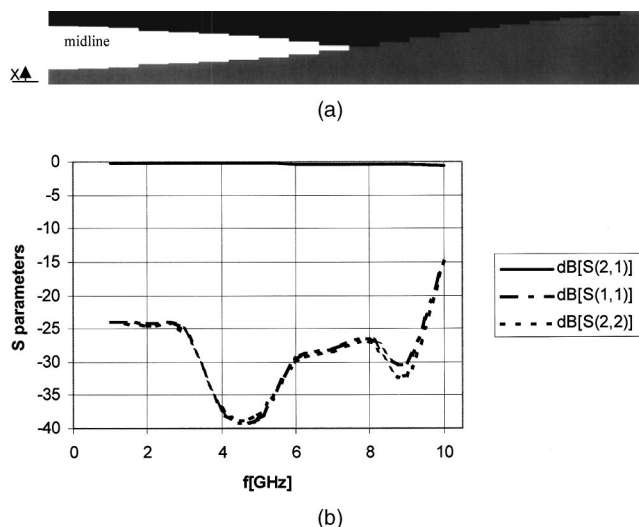 midline
X
(a)
0
-5
-10
-15
-20
-25
-30
-35
-40
S parameters
0 2 4 6 8 10
f[GHz]
dB[S(2,1)]
dB[S(1,1)]
dB[S(2,2)]
(b)